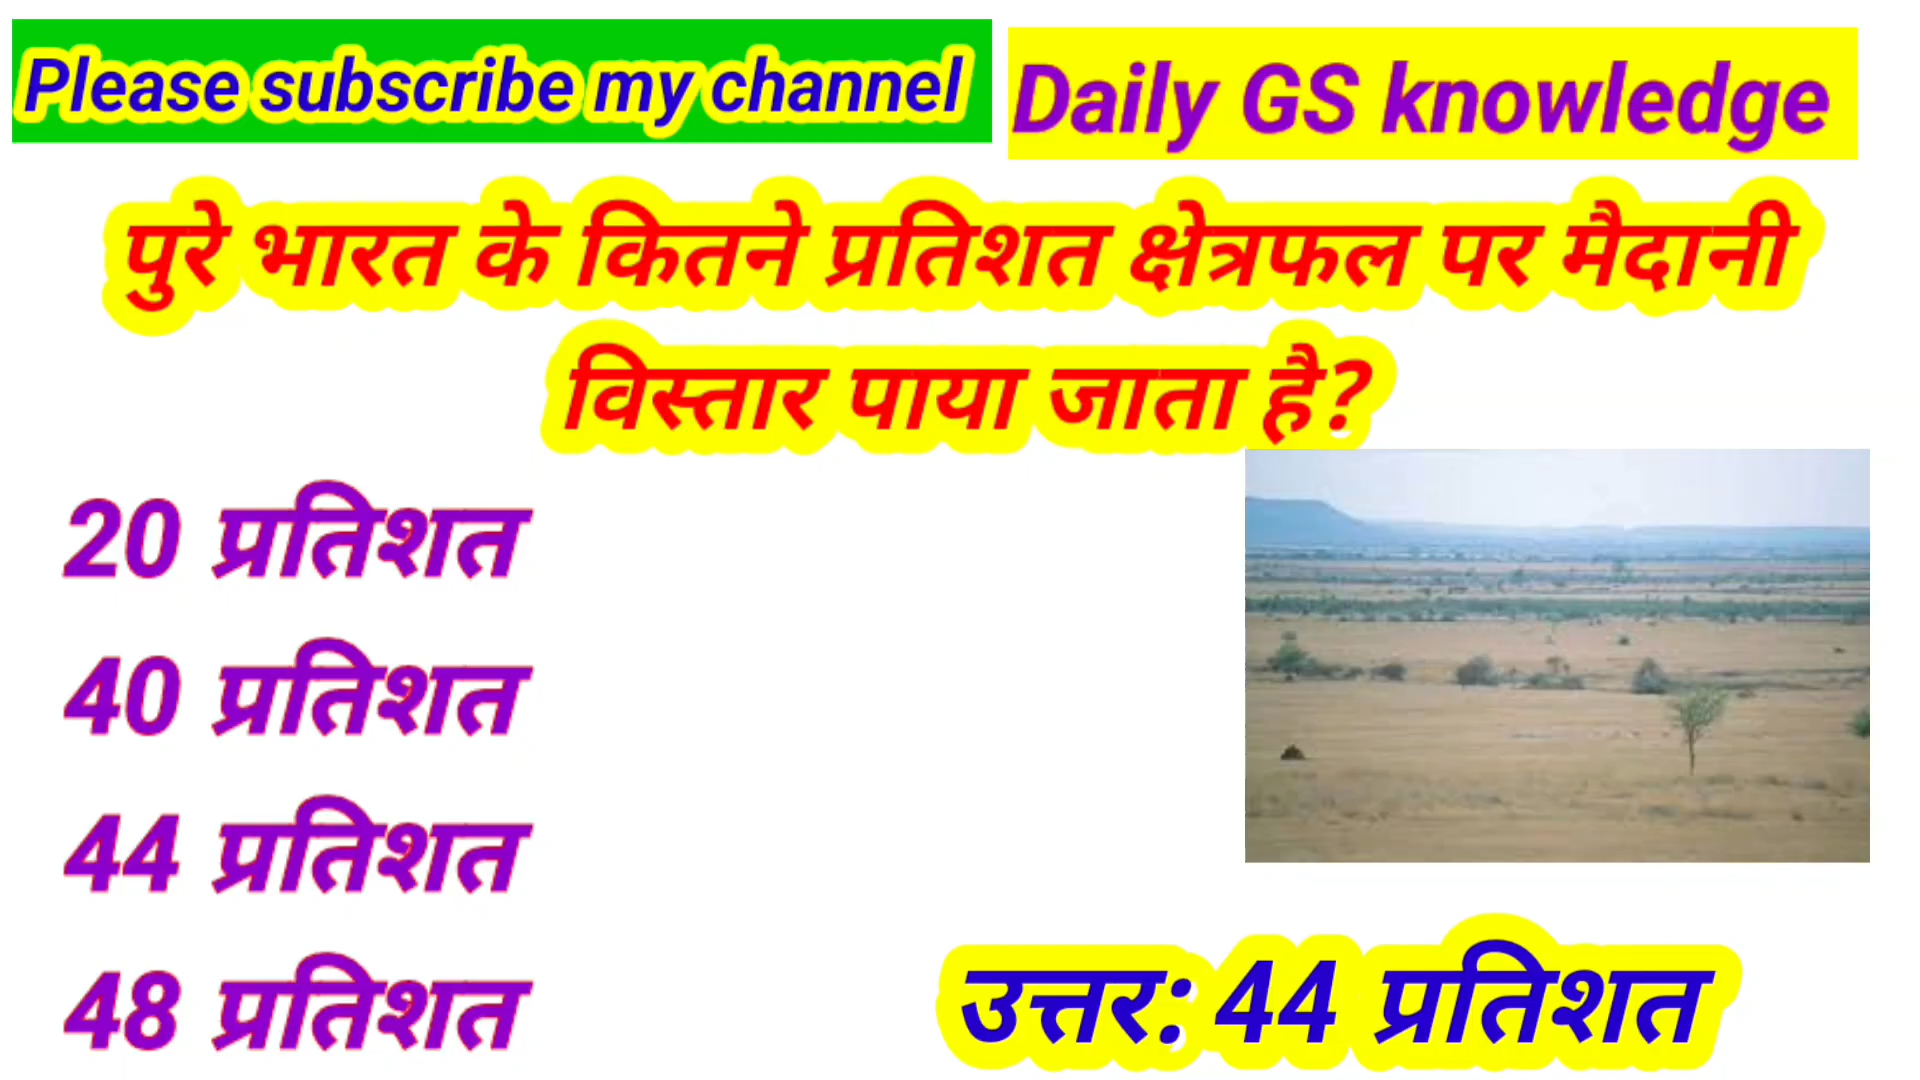 Please subscribe my channel
Daily GS knowledge
पुरे भारत के कितने प्रतिशत क्षेत्रफल पर मैदानी
विस्तार पाया जाता है?
20 प्रतिशत
40 प्रतिशत
44 प्रतिशत
48 प्रतिशत
उत्तर: 44 प्रतिशत